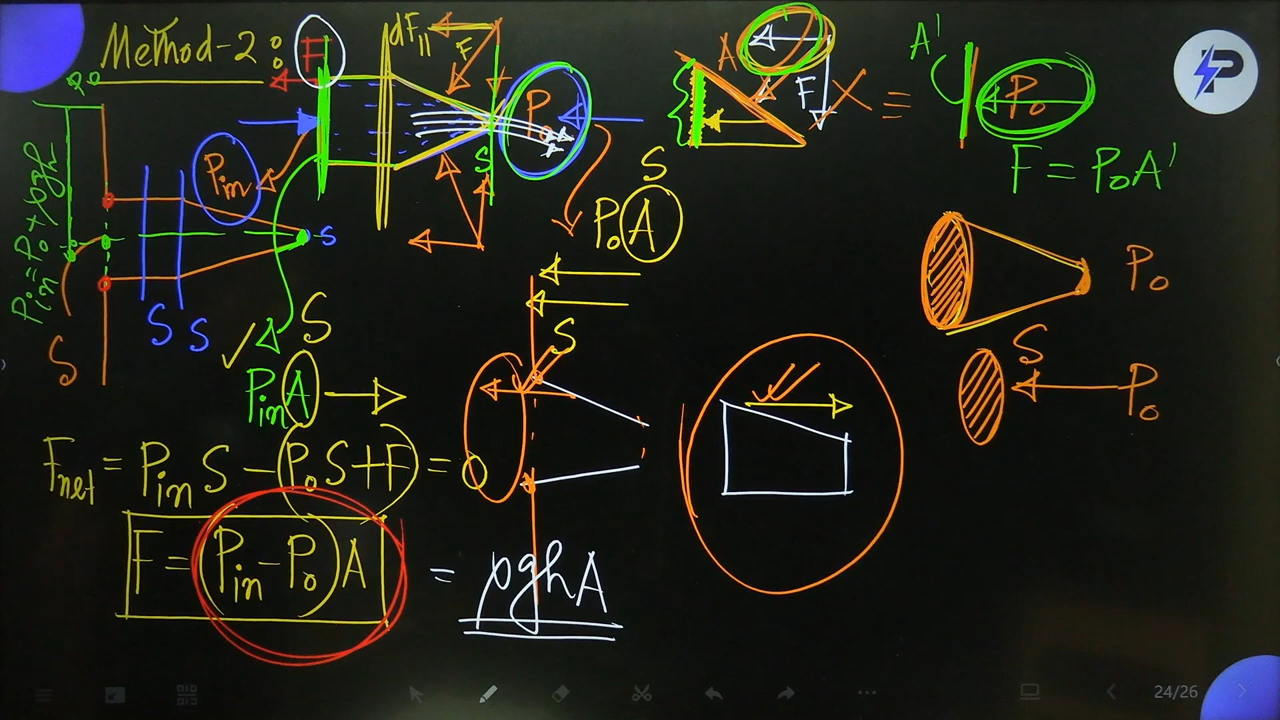 Method-2:
F
dF||
F
A
F
A'
P₀
P₀
F = P₀A'
Pin
S
S
P₀A
Pin = P₀ + ρgh
S
S
S
S
S
P₀
S
P₀
PinA
S
Fnet = PinS - (P₀S + F) = 0
F = (Pin - P₀)A = ρghA
24/26